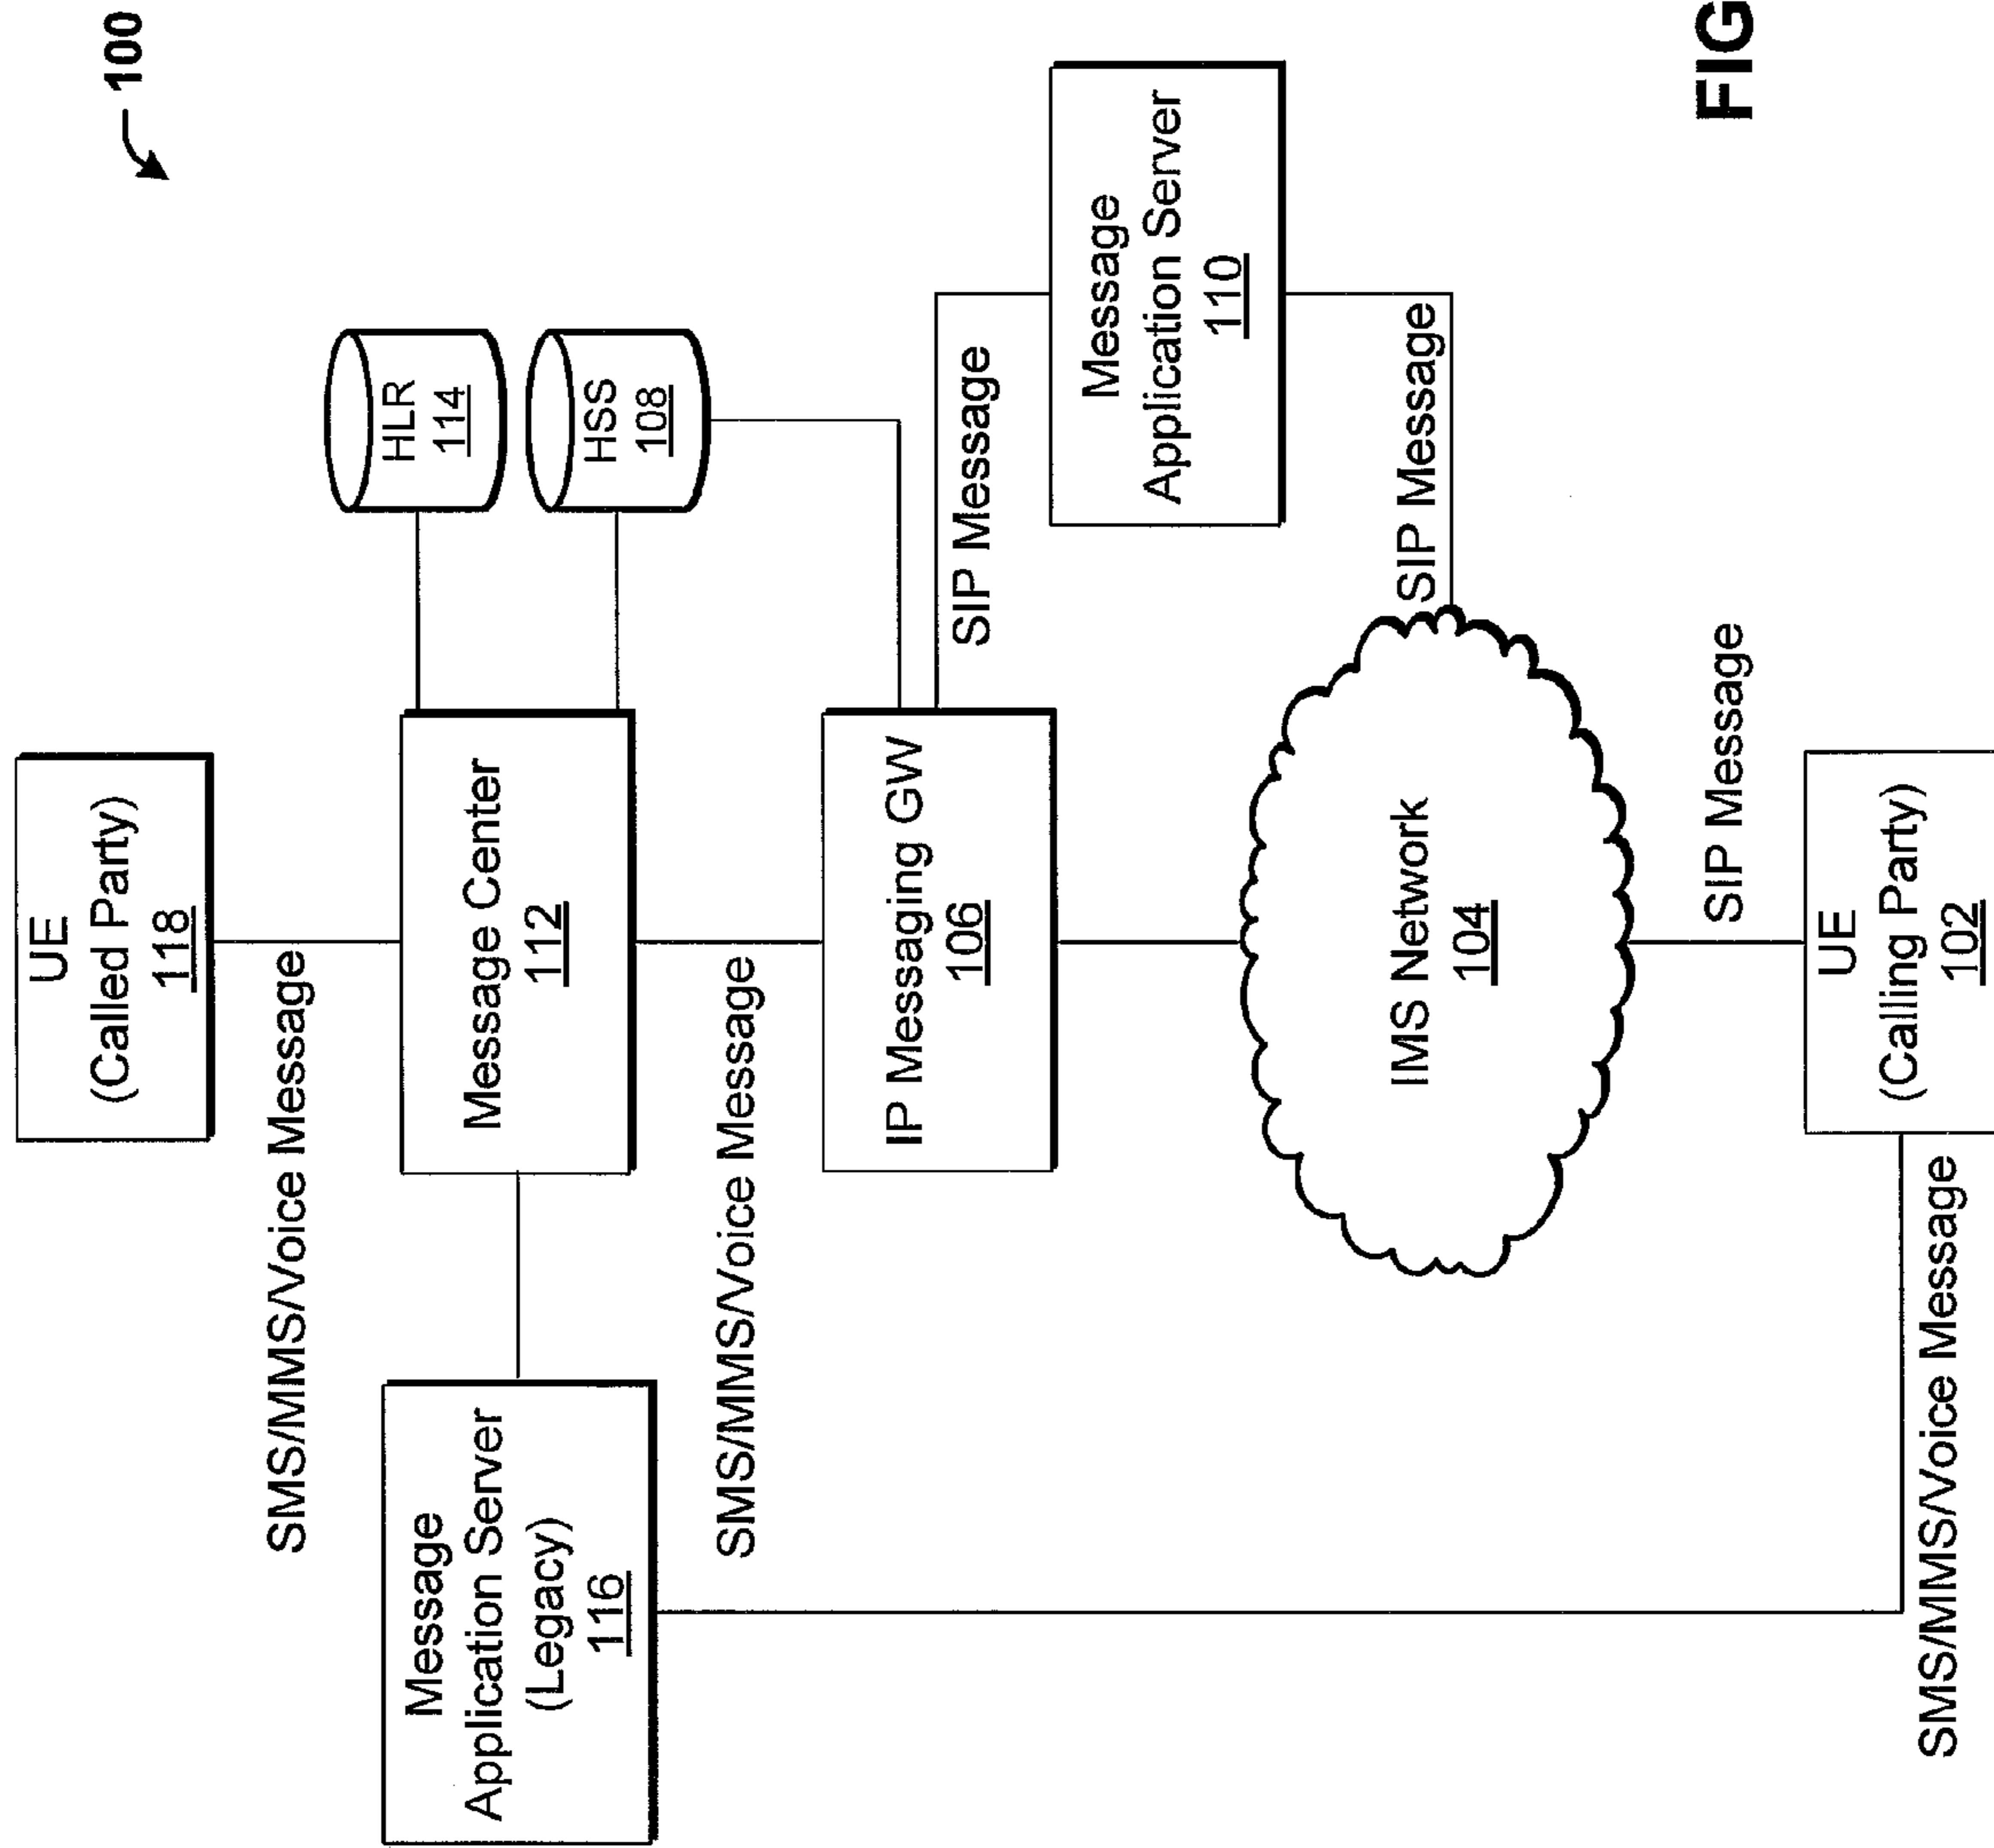 100
UE
(Called Party)
118
SMS/MMS/Voice Message
Message
Application Server
(Legacy)
116
Message Center
112
HLR
114
HSS
108
SMS/MMS/Voice Message
IP Messaging GW
106
SIP Message
Message
Application Server
110
IMS Network
104
SIP Message
SIP Message
FIG
UE
(Calling Party)
102
SMS/MMS/Voice Message